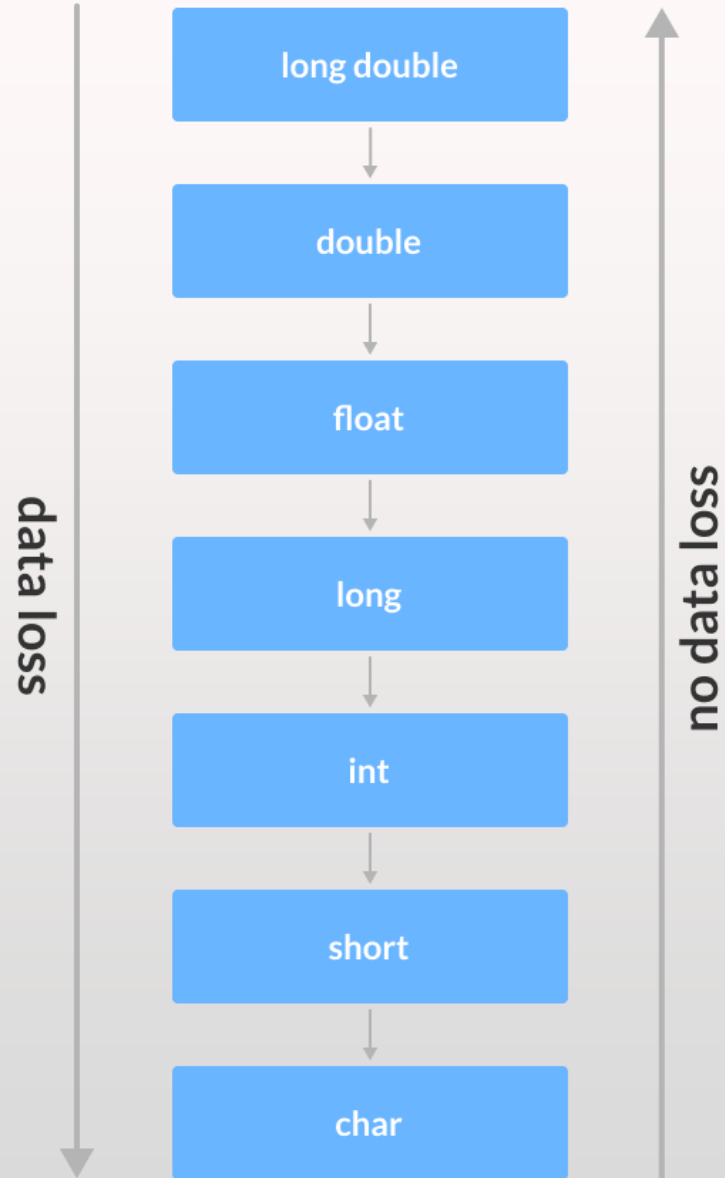 long double
double
float
data loss
no data loss
long
int
short
char